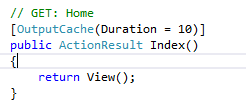 // GET: Home
[OutputCache(Duration = 10)]
public ActionResult Index()
{
    return View();
}